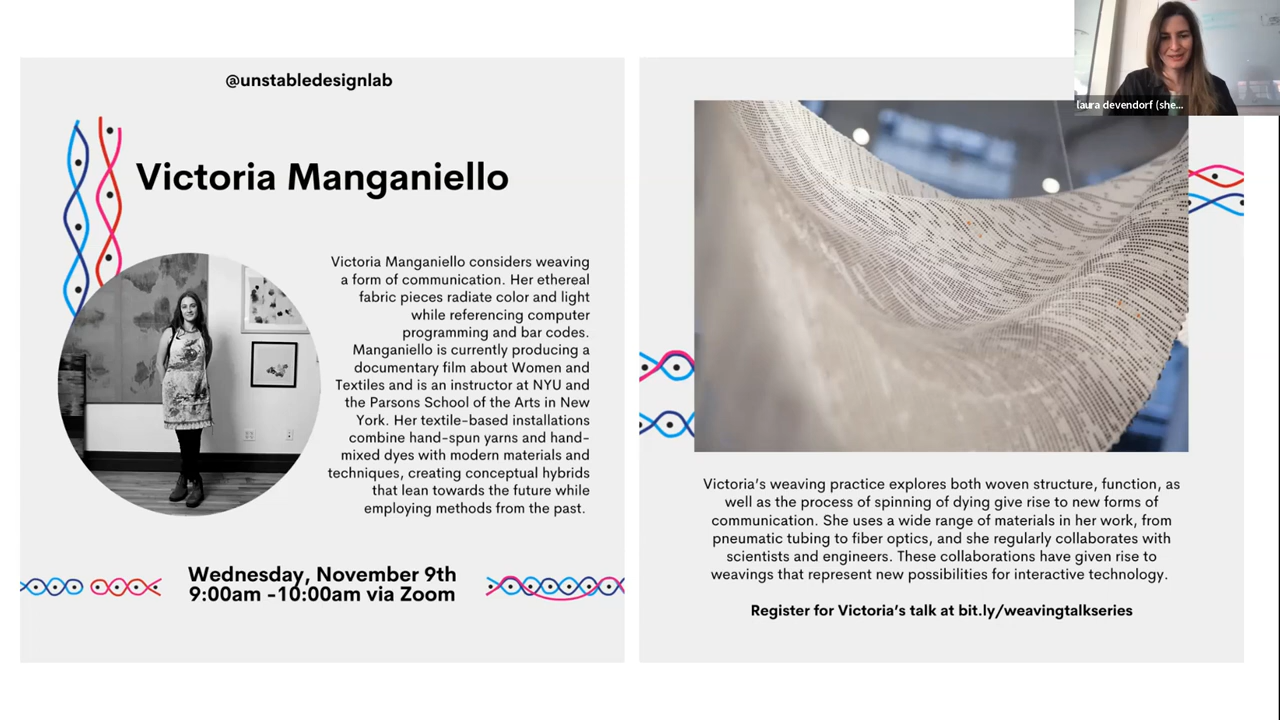 @unstabledesignlab
Victoria Manganiello
Victoria Manganiello considers weaving
a form of communication. Her ethereal
fabric pieces radiate color and light
while referencing computer
programming and bar codes.
Manganiello is currently producing a
documentary film about Women and
Textiles and is an instructor at NYU and
the Parsons School of the Arts in New
York. Her textile-based installations
combine hand-spun yarns and hand-
mixed dyes with modern materials and
techniques, creating conceptual hybrids
that lean towards the future while
employing methods from the past.
Wednesday, November 9th
9:00am -10:00am via Zoom
laura devendorf (she...
Victoria's weaving practice explores both woven structure, function, as
well as the process of spinning of dying give rise to new forms of
communication. She uses a wide range of materials in her work, from
pneumatic tubing to fiber optics, and she regularly collaborates with
scientists and engineers. These collaborations have given rise to
weavings that represent new possibilities for interactive technology.
Register for Victoria's talk at bit.ly/weavingtalkseries